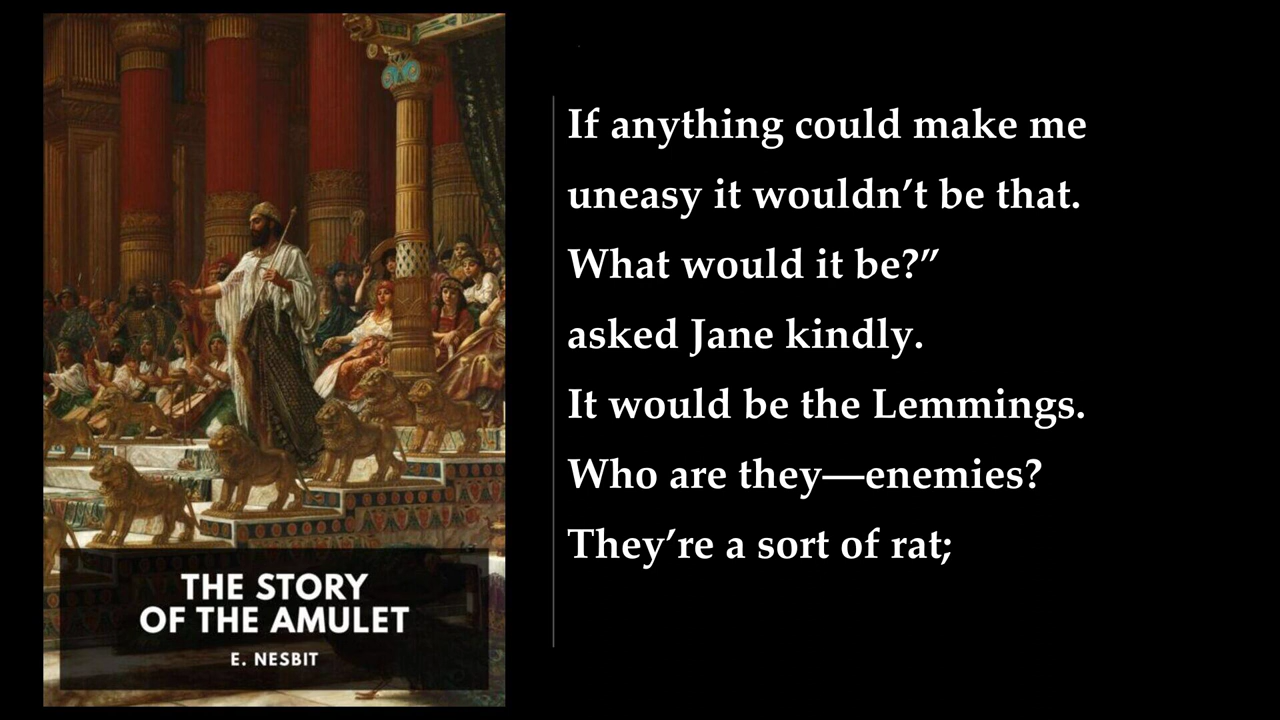 If anything could make me
uneasy it wouldn’t be that.
What would it be?”
asked Jane kindly.
It would be the Lemmings.
Who are they—enemies?
They’re a sort of rat;
THE STORY
OF THE AMULET
E. NESBIT